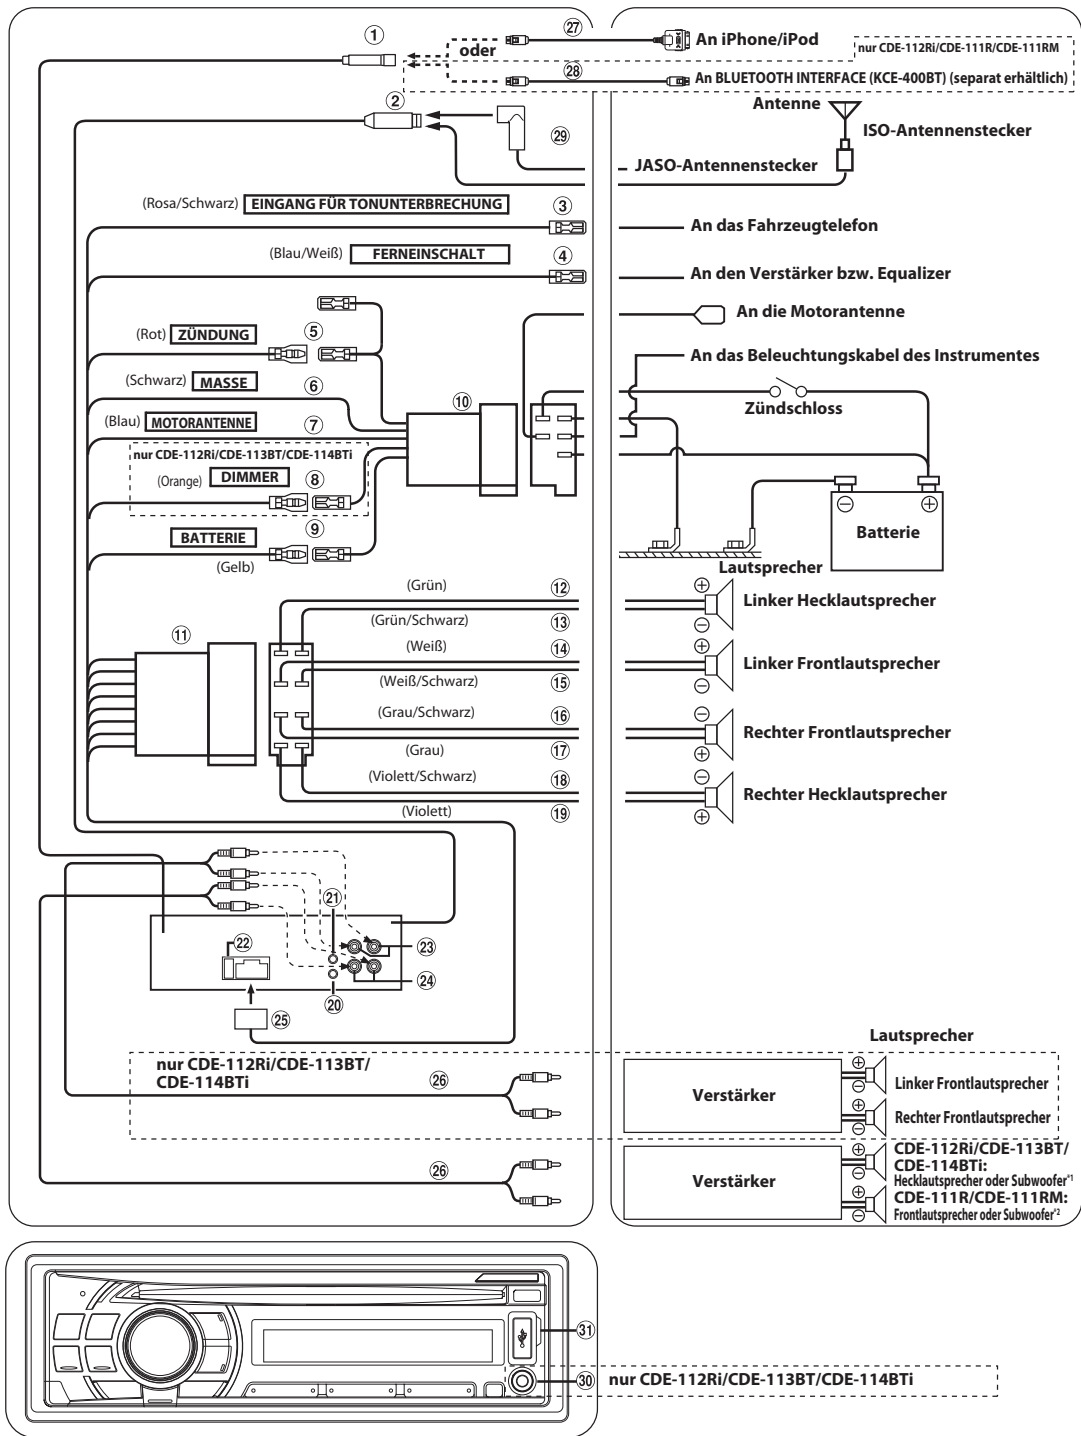 ① oder ㉗ An iPhone/iPod
nur CDE-112Ri/CDE-111R/CDE-111RM
㉘ An BLUETOOTH INTERFACE (KCE-400BT) (separat erhältlich)
② ㉙
Antenne
ISO-Antennenstecker
JASO-Antennenstecker
(Rosa/Schwarz) EINGANG FÜR TONUNTERBRECHUNG ③ An das Fahrzeugtelefon
(Blau/Weiß) FERNEINSCHALT ④ An den Verstärker bzw. Equalizer
An die Motorantenne
(Rot) ZÜNDUNG ⑤ An das Beleuchtungskabel des Instrumentes
(Schwarz) MASSE ⑥ ⑩ Zündschloss
(Blau) MOTORANTENNE ⑦
nur CDE-112Ri/CDE-113BT/CDE-114BTi
(Orange) DIMMER ⑧
⊖ ⊕
Batterie
BATTERIE ⑨
(Gelb)
Lautsprecher
(Grün) ⑫ ⊕ Linker Hecklautsprecher
(Grün/Schwarz) ⑬ ⊖
⑪
(Weiß) ⑭ ⊕ Linker Frontlautsprecher
(Weiß/Schwarz) ⑮ ⊖
(Grau/Schwarz) ⑯ ⊖ Rechter Frontlautsprecher
(Grau) ⑰ ⊕
(Violett/Schwarz) ⑱ ⊖ Rechter Hecklautsprecher
(Violett) ⑲ ⊕
㉑
㉒ ㉓
㉔
⑳
㉕
Lautsprecher
nur CDE-112Ri/CDE-113BT/
CDE-114BTi
㉖ Verstärker
⊕ ⊖ Linker Frontlautsprecher
⊕ ⊖ Rechter Frontlautsprecher
㉖ Verstärker
⊕ ⊖ CDE-112Ri/CDE-113BT/
CDE-114BTi:
Hecklautsprecher oder Subwoofer*1
⊕ ⊖ CDE-111R/CDE-111RM:
Frontlautsprecher oder Subwoofer*2
㉛
㉚ nur CDE-112Ri/CDE-113BT/CDE-114BTi